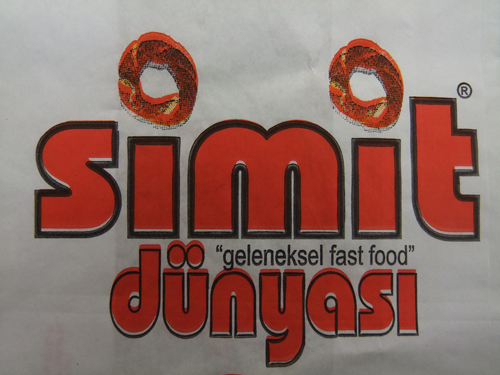 simit ®
"geleneksel fast food"
dünyası